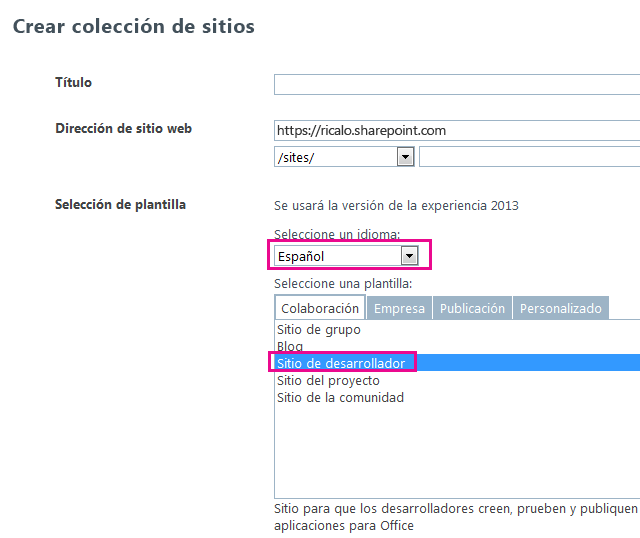 Crear colección de sitios
Título
Dirección de sitio web
https://ricalo.sharepoint.com
/sites/
Selección de plantilla
Se usará la versión de la experiencia 2013
Seleccione un idioma:
Español
Seleccione una plantilla:
Colaboración Empresa Publicación Personalizado
Sitio de grupo
Blog
Sitio de desarrollador
Sitio del proyecto
Sitio de la comunidad
Sitio para que los desarrolladores creen, prueben y publiquen
aplicaciones para Office